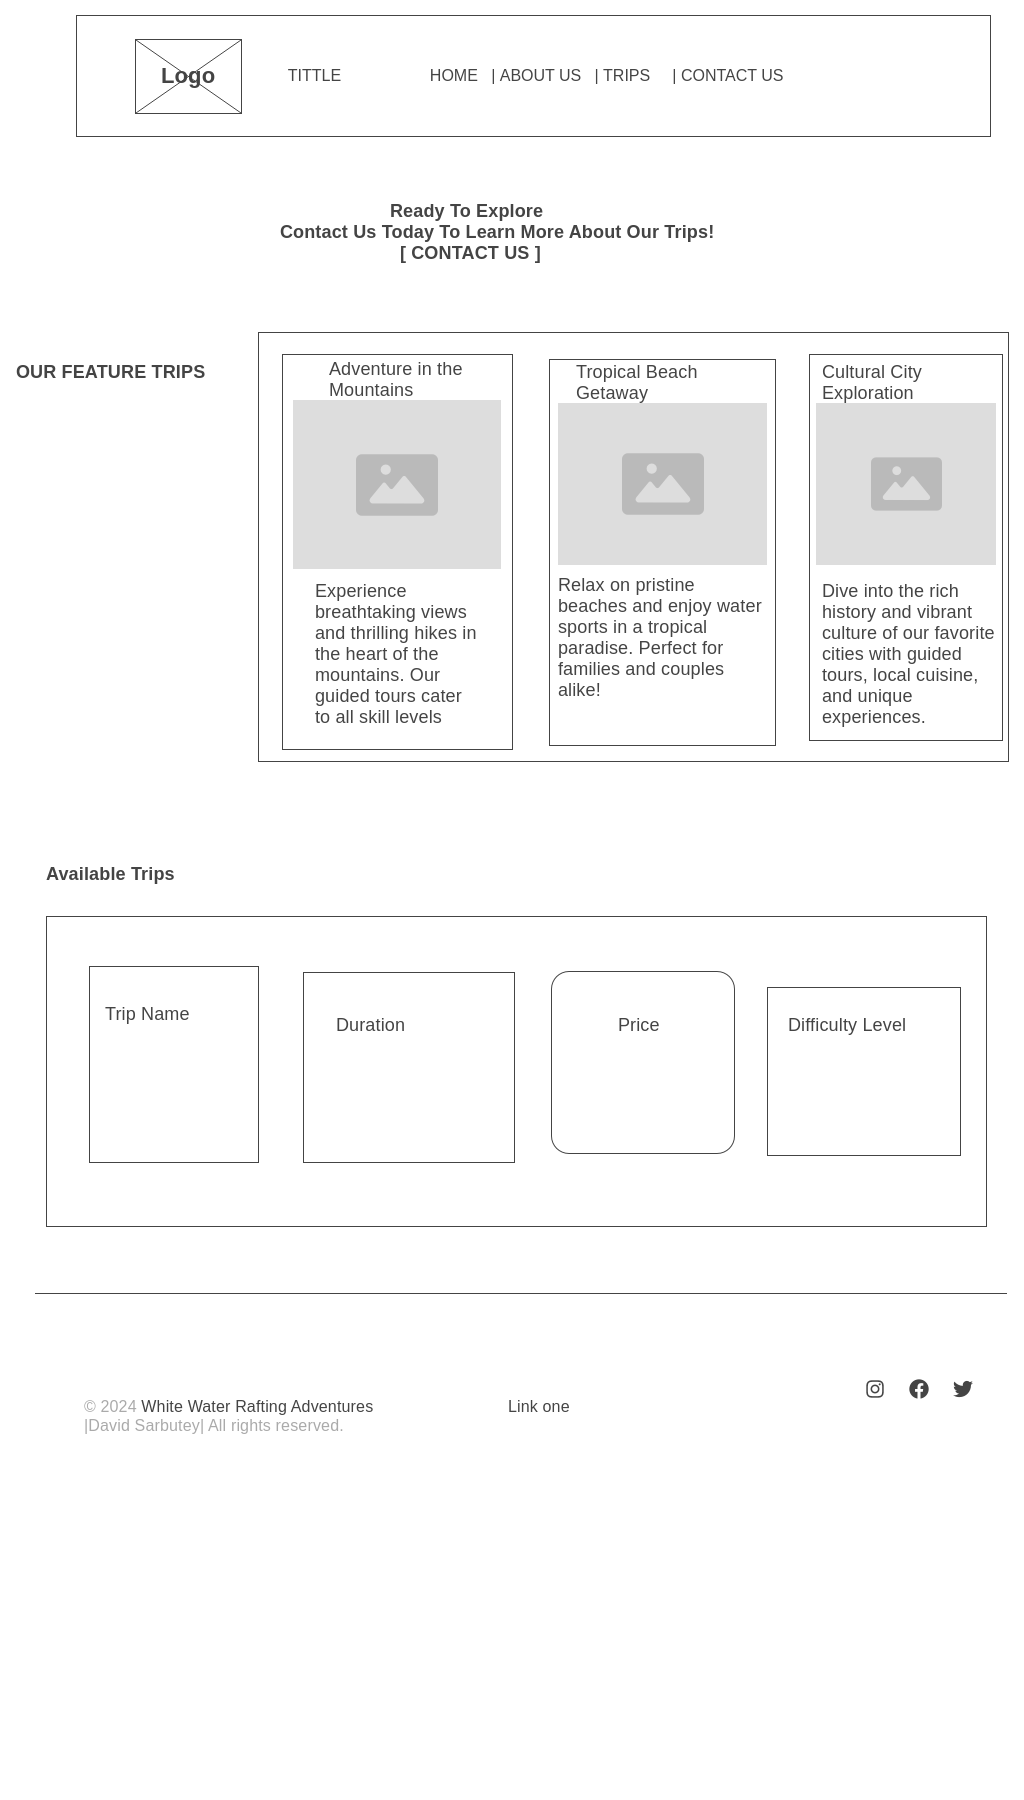 Logo
TITTLE
HOME | ABOUT US | TRIPS | CONTACT US
Ready To Explore
Contact Us Today To Learn More About Our Trips!
[ CONTACT US ]
OUR FEATURE TRIPS
Adventure in the
Mountains
Experience
breathtaking views
and thrilling hikes in
the heart of the
mountains. Our
guided tours cater
to all skill levels
Tropical Beach
Getaway
Relax on pristine
beaches and enjoy water
sports in a tropical
paradise. Perfect for
families and couples
alike!
Cultural City
Exploration
Dive into the rich
history and vibrant
culture of our favorite
cities with guided
tours, local cuisine,
and unique
experiences.
Available Trips
Trip Name
Duration
Price
Difficulty Level
© 2024 White Water Rafting Adventures
|David Sarbutey| All rights reserved.
Link one